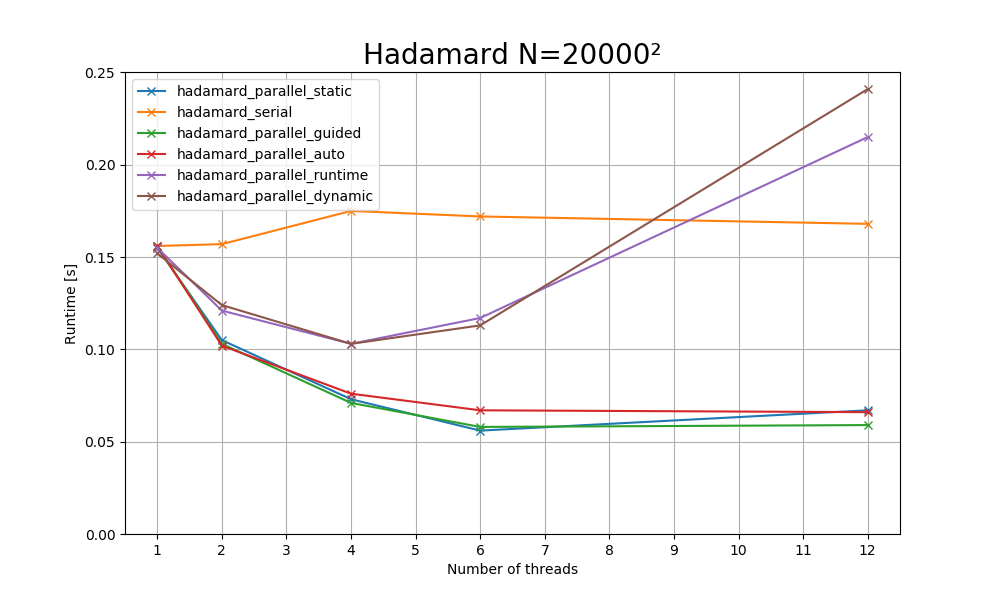 Hadamard N=20000²
0.25
0.20
0.15
0.10
0.05
0.00
Runtime [s]
hadamard_parallel_static
hadamard_serial
hadamard_parallel_guided
hadamard_parallel_auto
hadamard_parallel_runtime
hadamard_parallel_dynamic
1 2 3 4 5 6 7 8 9 10 11 12
Number of threads